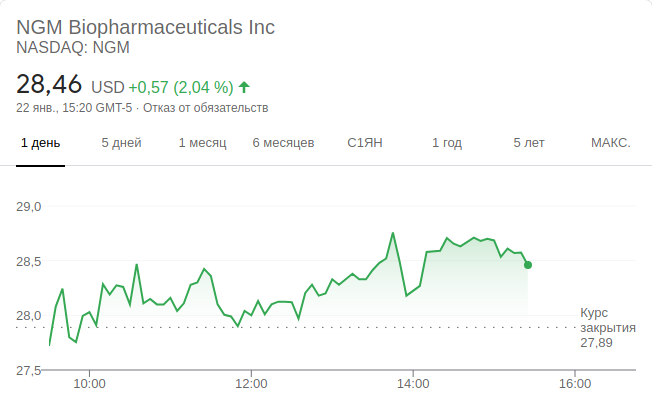 NGM Biopharmaceuticals Inc
NASDAQ: NGM
28,46 USD +0,57 (2,04 %)
22 янв., 15:20 GMT-5 · Отказ от обязательств
1 день 5 дней 1 месяц 6 месяцев С1ЯН 1 год 5 лет МАКС.
29,0
28,5
28,0
27,5
Курс
закрытия
27,89
10:00 12:00 14:00 16:00